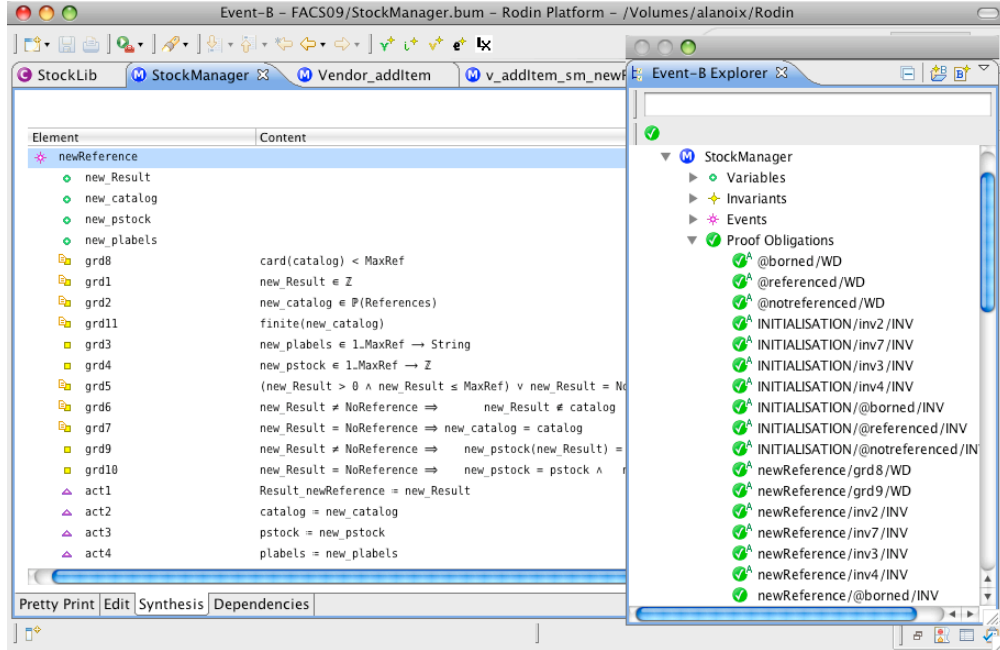 Event-B – FACS09/StockManager.bum – Rodin Platform – /Volumes/alanoix/Rodin
StockLib
StockManager
Vendor_addItem
v_addItem_sm_newR
Element Content
newReference
new_Result
new_catalog
new_pstock
new_plabels
grd8 card(catalog) < MaxRef
grd1 new_Result ∈ ℤ
grd2 new_catalog ∈ ℙ(References)
grd11 finite(new_catalog)
grd3 new_plabels ∈ 1‥MaxRef → String
grd4 new_pstock ∈ 1‥MaxRef → ℤ
grd5 (new_Result > 0 ∧ new_Result ≤ MaxRef) ∨ new_Result = No
grd6 new_Result ≠ NoReference ⇒ new_Result ∉ catalog
grd7 new_Result = NoReference ⇒ new_catalog = catalog
grd9 new_Result ≠ NoReference ⇒ new_pstock(new_Result) =
grd10 new_Result = NoReference ⇒ new_pstock = pstock ∧
act1 Result_newReference ≔ new_Result
act2 catalog ≔ new_catalog
act3 pstock ≔ new_pstock
act4 plabels ≔ new_plabels
Pretty Print Edit Synthesis Dependencies
Event-B Explorer
StockManager
Variables
Invariants
Events
Proof Obligations
@borned/WD
@referenced/WD
@notreferenced/WD
INITIALISATION/inv2/INV
INITIALISATION/inv7/INV
INITIALISATION/inv3/INV
INITIALISATION/inv4/INV
INITIALISATION/@borned/INV
INITIALISATION/@referenced/INV
INITIALISATION/@notreferenced/IN
newReference/grd8/WD
newReference/grd9/WD
newReference/inv2/INV
newReference/inv7/INV
newReference/inv3/INV
newReference/inv4/INV
newReference/@borned/INV